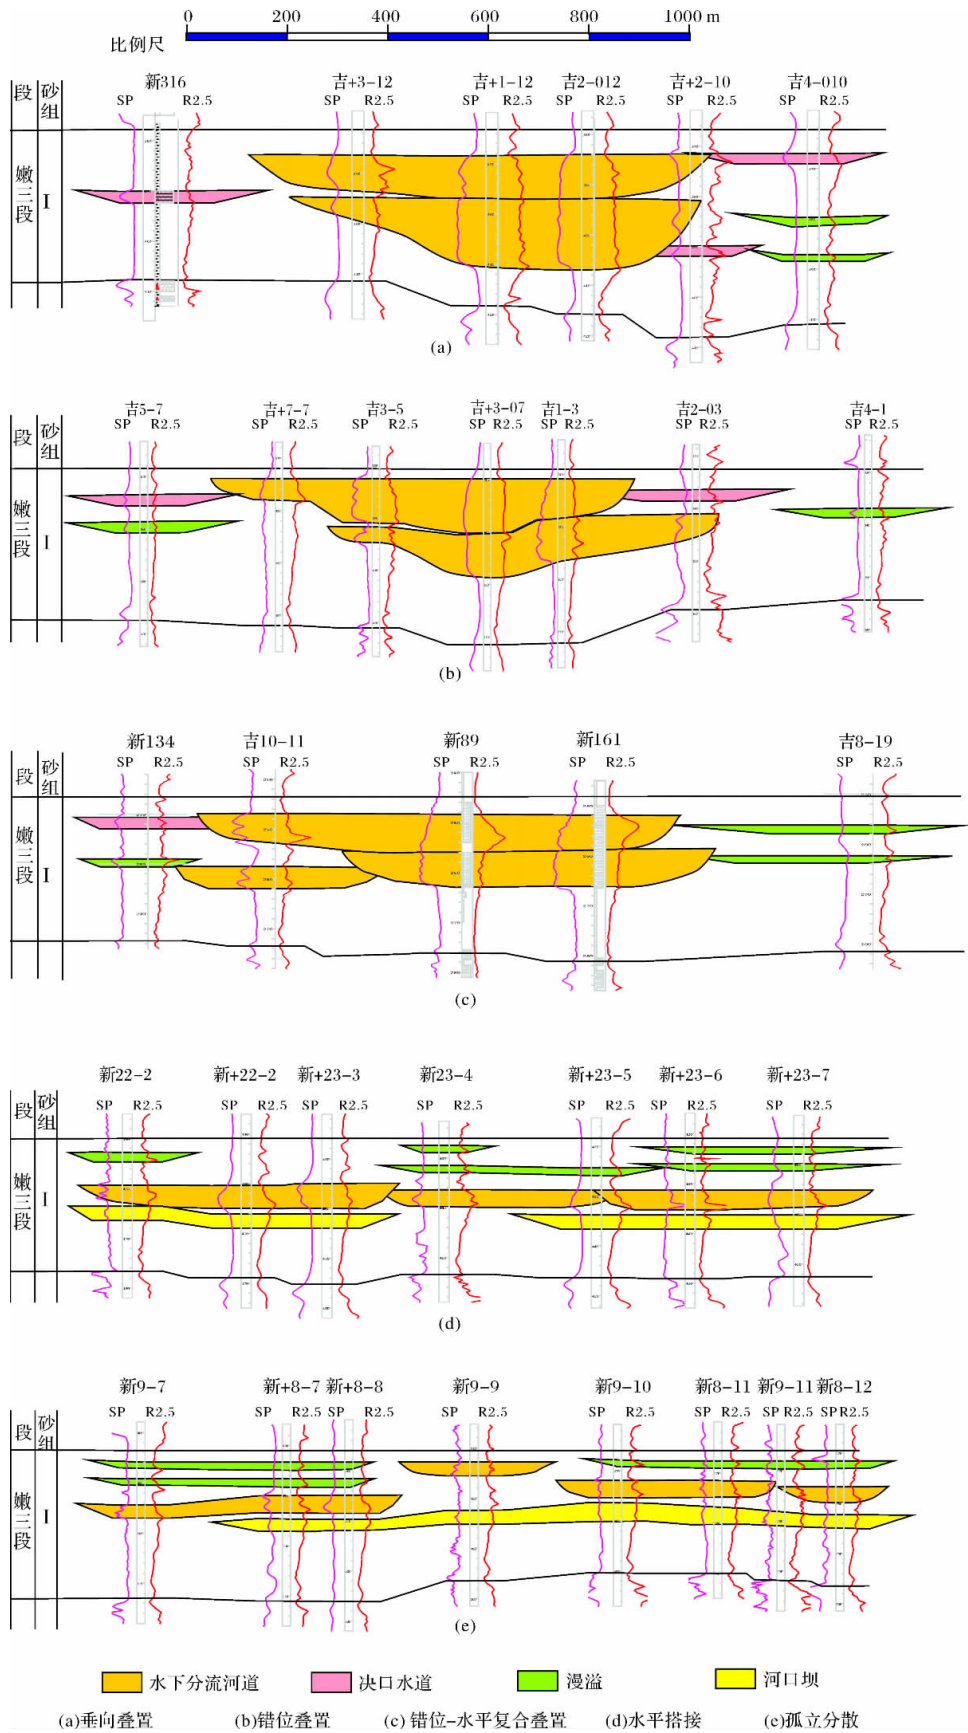 0 200 400 600 800 1000 m
比例尺
段 砂组 新316 吉+3-12 吉+1-12 吉2-012 吉+2-10 吉4-010
SP R2.5 SP R2.5 SP R2.5 SP R2.5 SP R2.5 SP R2.5
嫩三段 I
(a)
段 砂组 吉5-7 吉+7-7 吉3-5 吉+3-07 吉1-3 吉2-03 吉4-1
SP R2.5 SP R2.5 SP R2.5 SP R2.5 SP R2.5 SP R2.5 SP R2.5
嫩三段 I
(b)
段 砂组 新134 吉10-11 新89 新161 吉8-19
SP R2.5 SP R2.5 SP R2.5 SP R2.5 SP R2.5
嫩三段 I
(c)
段 砂组 新22-2 新+22-2 新+23-3 新23-4 新+23-5 新+23-6 新+23-7
SP R2.5 SP R2.5 SP R2.5 SP R2.5 SP R2.5 SP R2.5 SP R2.5
嫩三段 I
(d)
段 砂组 新9-7 新+8-7 新+8-8 新9-9 新9-10 新8-11 新9-11 新8-12
SP R2.5 SP R2.5 SP R2.5 SP R2.5 SP R2.5 SP R2.5 SP R2.5 SP R2.5
嫩三段 I
(e)
水下分流河道 决口水道 漫溢 河口坝
(a)垂向叠置 (b)错位叠置 (c)错位-水平复合叠置 (d)水平搭接 (e)孤立分散